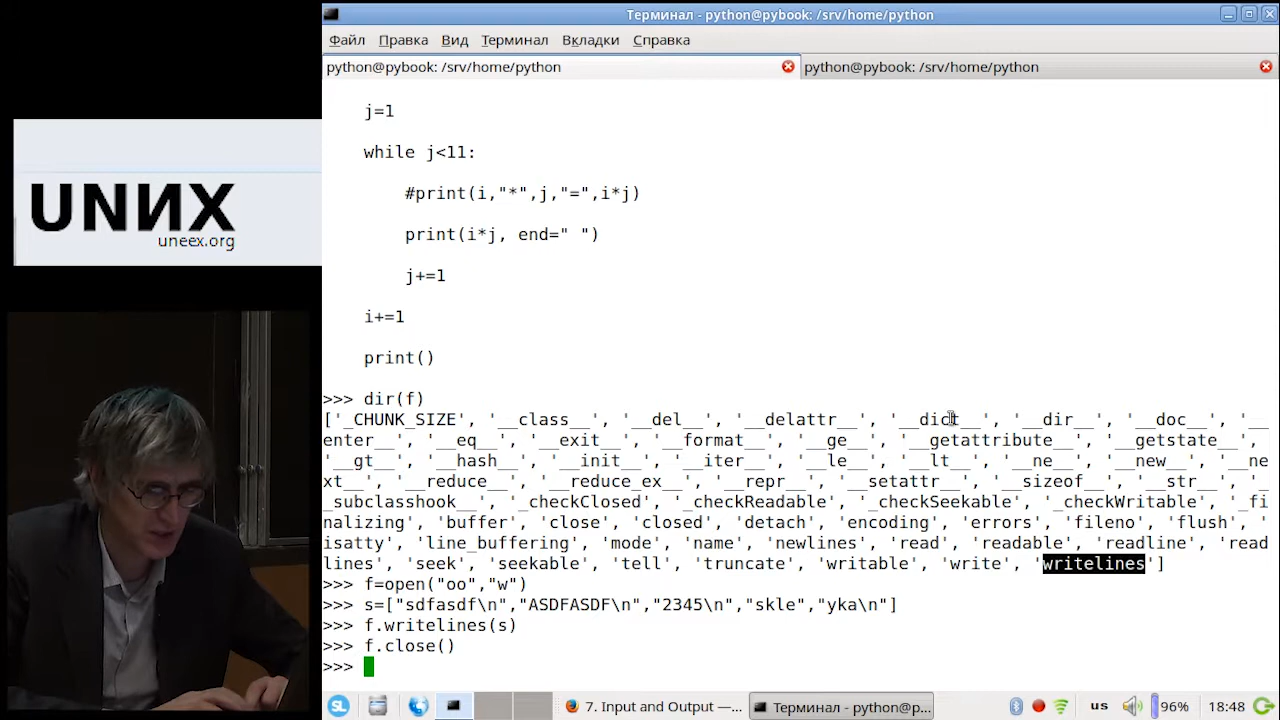 Терминал - python@pybook: /srv/home/python
Файл Правка Вид Терминал Вкладки Справка
python@pybook: /srv/home/python
python@pybook: /srv/home/python
UNИX
uneex.org
j=1
while j<11:
#print(i,"*",j,"=",i*j)
print(i*j, end=" ")
j+=1
i+=1
print()
>>> dir(f)
['_CHUNK_SIZE', '__class__', '__del__', '__delattr__', '__dict__', '__dir__', '__doc__', '__
enter__', '__eq__', '__exit__', '__format__', '__ge__', '__getattribute__', '__getstate__',
'__gt__', '__hash__', '__init__', '__iter__', '__le__', '__lt__', '__ne__', '__new__', '__ne
xt__', '__reduce__', '__reduce_ex__', '__repr__', '__setattr__', '__sizeof__', '__str__', '_
_subclasshook__', '_checkClosed', '_checkReadable', '_checkSeekable', '_checkWritable', '_fi
nalizing', 'buffer', 'close', 'closed', 'detach', 'encoding', 'errors', 'fileno', 'flush', '
isatty', 'line_buffering', 'mode', 'name', 'newlines', 'read', 'readable', 'readline', 'read
lines', 'seek', 'seekable', 'tell', 'truncate', 'writable', 'write', 'writelines']
>>> f=open("oo","w")
>>> s=["sdfasdf\n","ASDFASDF\n","2345\n","skle","yka\n"]
>>> f.writelines(s)
>>> f.close()
>>>
SL
7. Input and Output —...
Терминал - python@p...
us
96%
18:48